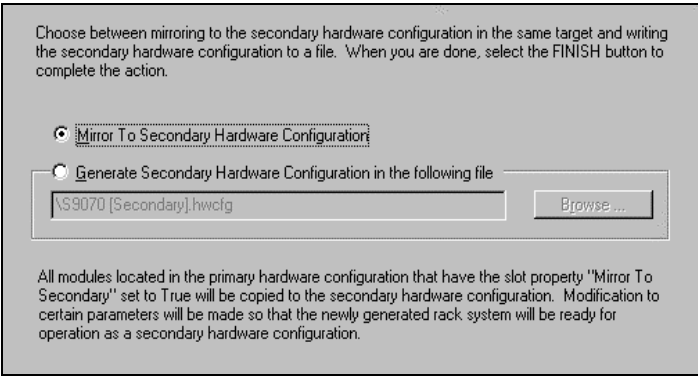 Choose between mirroring to the secondary hardware configuration in the same target and writing
the secondary hardware configuration to a file.  When you are done, select the FINISH button to
complete the action.
Mirror To Secondary Hardware Configuration
Generate Secondary Hardware Configuration in the following file
\S9070 [Secondary].hwcfg
Browse ...
All modules located in the primary hardware configuration that have the slot property "Mirror To
Secondary" set to True will be copied to the secondary hardware configuration.  Modification to
certain parameters will be made so that the newly generated rack system will be ready for
operation as a secondary hardware configuration.